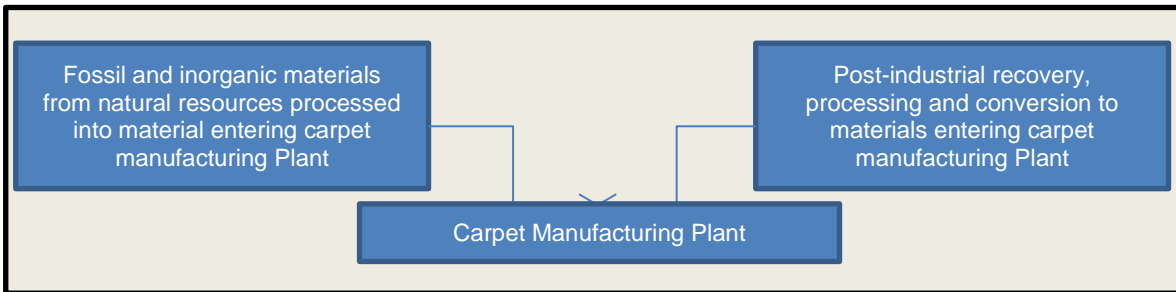 Fossil and inorganic materials
from natural resources processed
into material entering carpet
manufacturing Plant
Post-industrial recovery,
processing and conversion to
materials entering carpet
manufacturing Plant
Carpet Manufacturing Plant